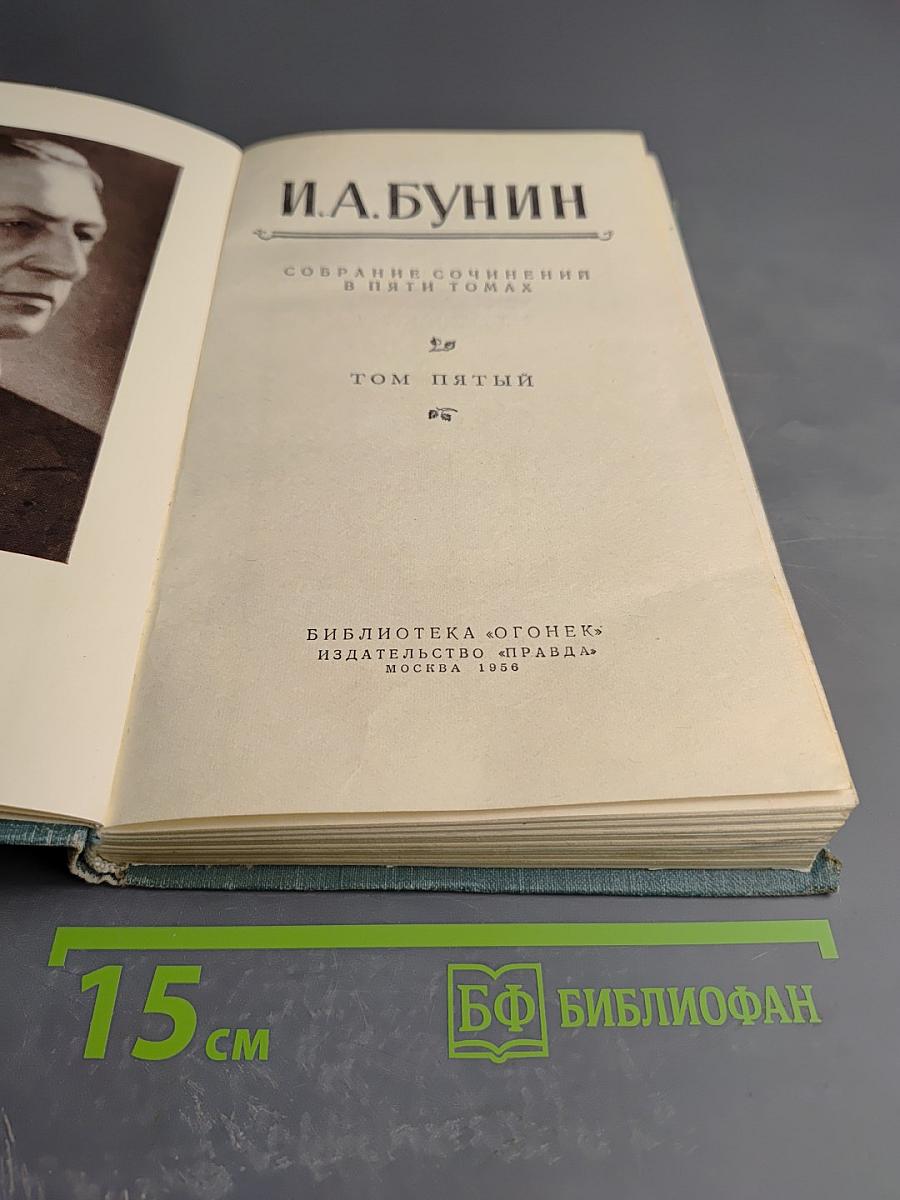 И.А.БУНИН
СОБРАНИЕ СОЧИНЕНИЙ
В ПЯТИ ТОМАХ
ТОМ ПЯТЫЙ
БИБЛИОТЕКА «ОГОНЕК»
ИЗДАТЕЛЬСТВО «ПРАВДА»
МОСКВА 1956
15 см
БФ БИБЛИОФАН